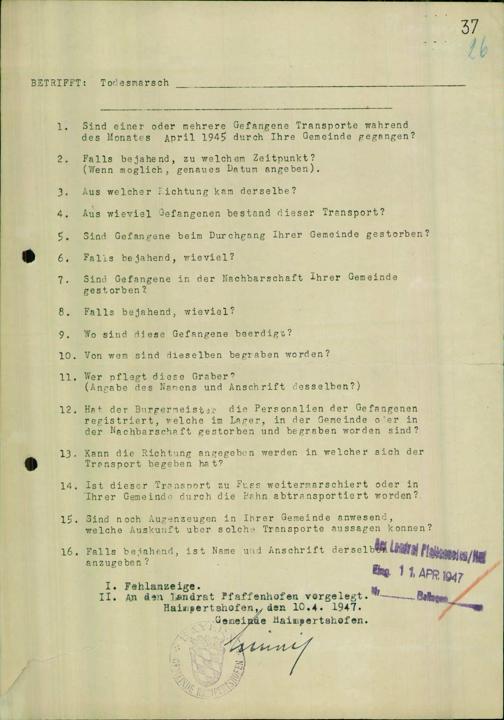 37
26
BETRIFFT: Todesmarsch
1. Sind einer oder mehrere Gefangene Transporte wahrend
des Monates April 1945 durch Ihre Gemeinde gegangen?
2. Falls bejahend, zu welchem Zeitpunkt?
(Wenn moglich, genaues Datum angeben).
3. Aus welcher Richtung kam derselbe?
4. Aus wieviel Gefangenen bestand dieser Transport?
5. Sind Gefangene beim Durchgang Ihrer Gemeinde gestorben?
6. Falls bejahend, wieviel?
7. Sind Gefangene in der Nachbarschaft Ihrer Gemeinde
gestorben?
8. Falls bejahend, wieviel?
9. Wo sind diese Gefangene beerdigt?
10. Von wem sind dieselben begraben worden?
11. Wer pflegt diese Graber?
(Angabe des Namens und Anschrift desselben?)
12. Hat der Burgermeister die Personalien der Gefangenen
registriert, welche im Lager, in der Gemeinde oder in
der Nachbarschaft gestorben und begraben worden sind?
13. Kann die Richtung angegeben werden in welcher sich der
Transport begeben hat?
14. Ist dieser Transport zu Fuss weitermarschiert oder in
Ihrer Gemeinde durch die Bahn abtransportiert worden?
15. Sind noch Augenzeugen in Ihrer Gemeinde anwesend,
welche Auskunft uber solche Transporte aussagen konnen?
16. Falls bejahend, ist Name und Anschrift derselben
anzugeben?
Landrat Pfaffenhofen/Ilm
Eing. 11. APR. 1947
Nr Beilagen
I. Fehlanzeige.
II. An den Landrat Pfaffenhofen vorgelegt.
Haimpertshofen, den 10.4. 1947.
Gemeinde Haimpertshofen.